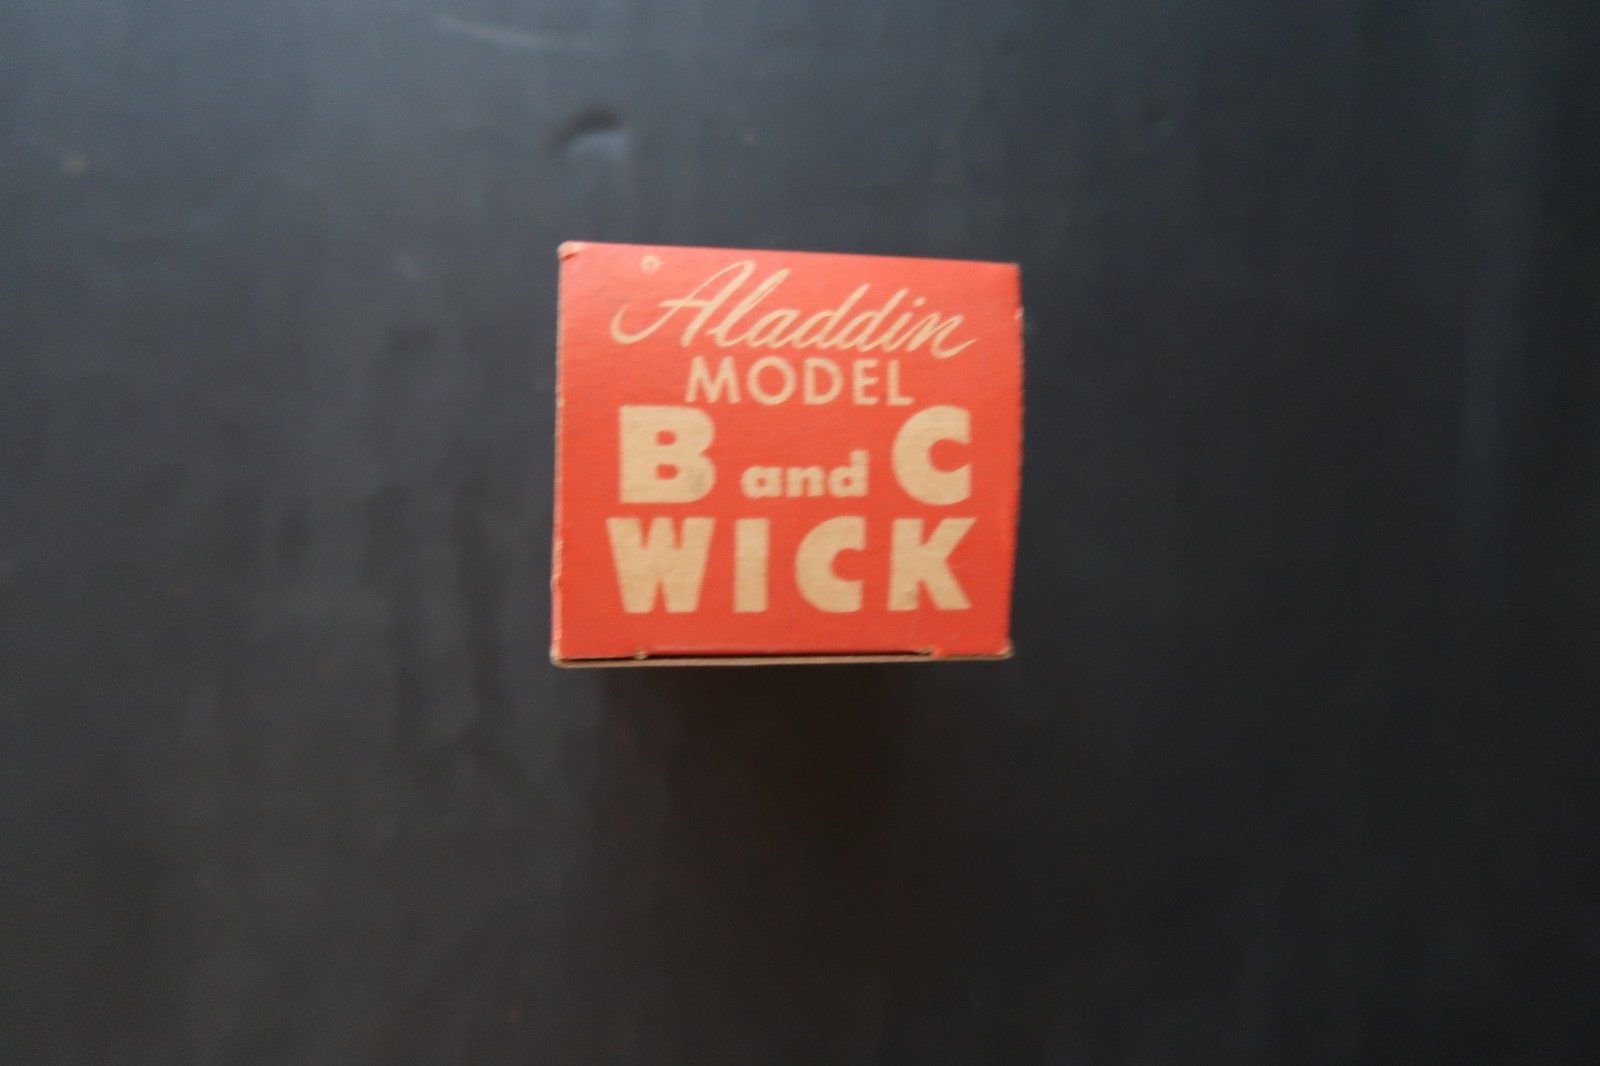 Aladdin
MODEL
B and C
WICK